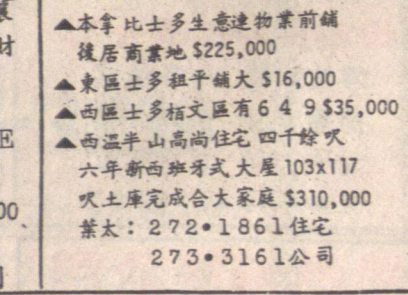 ▲本拿比士多生意連物業前舖
後居商業地 $225,000
▲東區士多租平鋪大 $16,000
▲西區士多栢文區有6 4 9 $35,000
▲西溫半山高尚住宅 四千餘呎
六年新西班牙式大屋 103x117
呎土庫完成合大家庭 $310,000
葉太：272•1861住宅
273•3161公司
財
E
00
司